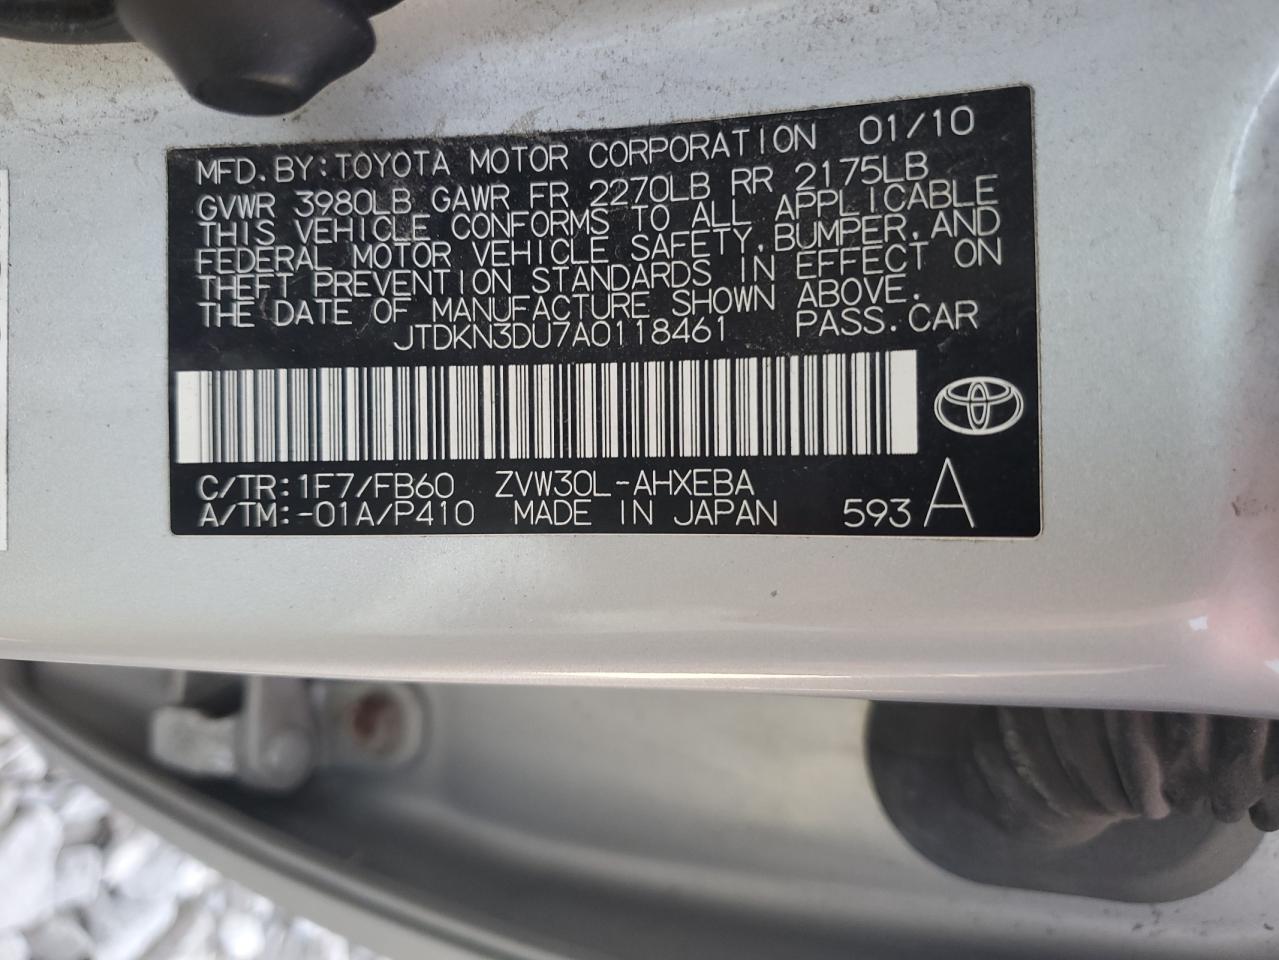 MFD. BY: TOYOTA MOTOR CORPORATION 01/10
GVWR 3980LB GAWR FR 2270LB RR 2175LB
THIS VEHICLE CONFORMS TO ALL APPLICABLE
FEDERAL MOTOR VEHICLE SAFETY, BUMPER, AND
THEFT PREVENTION STANDARDS IN EFFECT ON
THE DATE OF MANUFACTURE SHOWN ABOVE.
JTDKN3DU7A0118461 PASS. CAR
C/TR: 1F7/FB60 ZVW30L-AHXEBA
A/TM: -01A/P410 MADE IN JAPAN 593 A